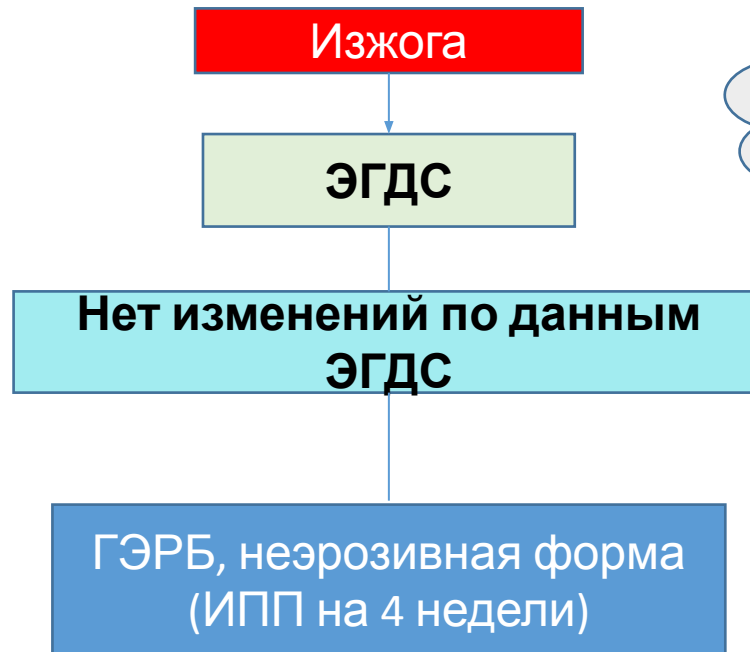 Изжога
ЭГДС
Нет изменений по данным
ЭГДС
ГЭРБ, неэрозивная форма
(ИПП на 4 недели)